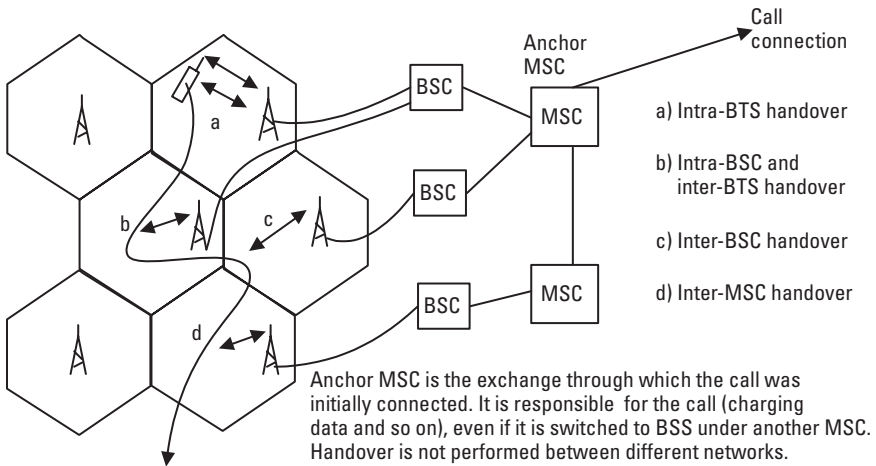 Call
connection
Anchor
MSC
BSC
MSC
a
a) Intra-BTS handover
b) Intra-BSC and
inter-BTS handover
BSC
b
c
c) Inter-BSC handover
d) Inter-MSC handover
BSC
MSC
d
Anchor MSC is the exchange through which the call was
initially connected. It is responsible for the call (charging
data and so on), even if it is switched to BSS under another MSC.
Handover is not performed between different networks.